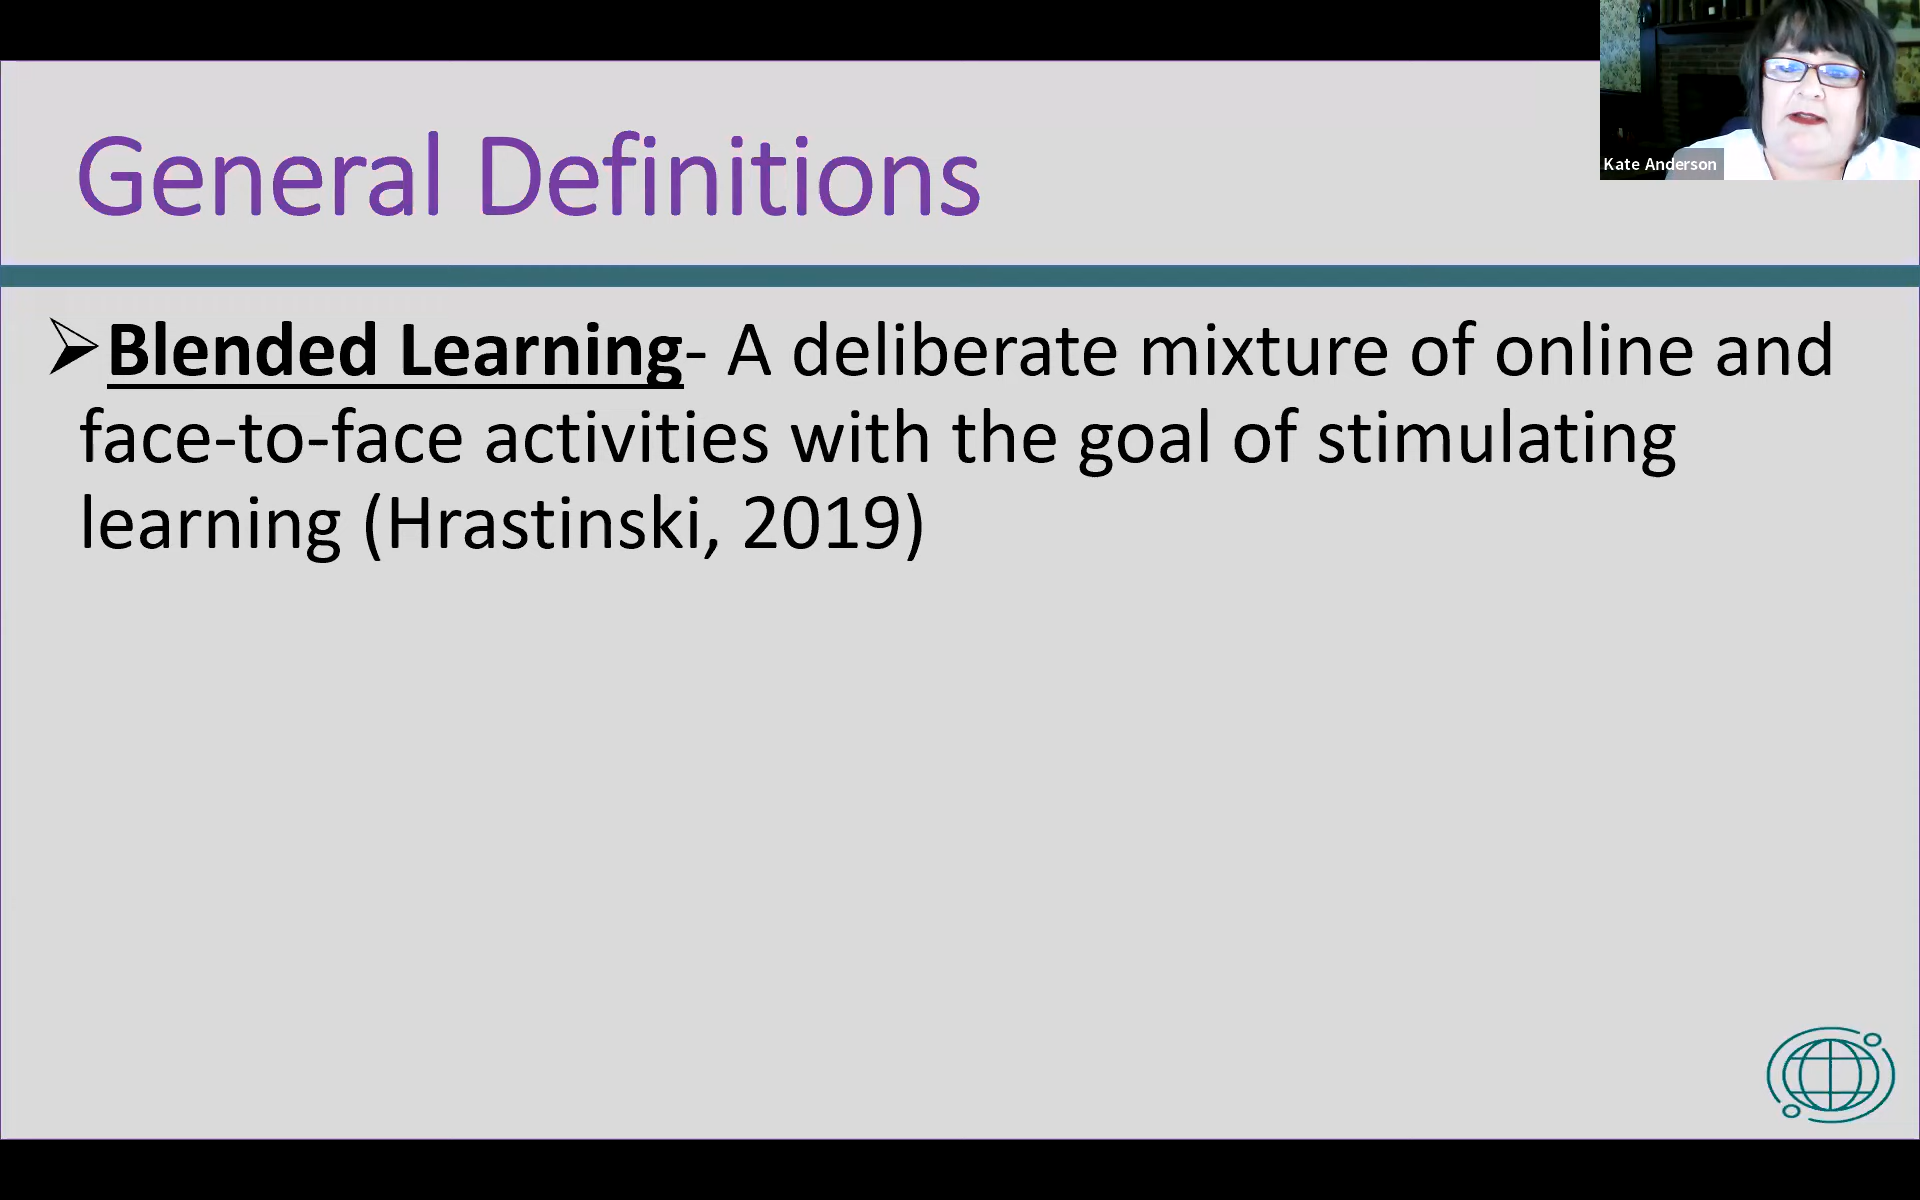 Kate Anderson
General Definitions
➢Blended Learning- A deliberate mixture of online and
face-to-face activities with the goal of stimulating
learning (Hrastinski, 2019)